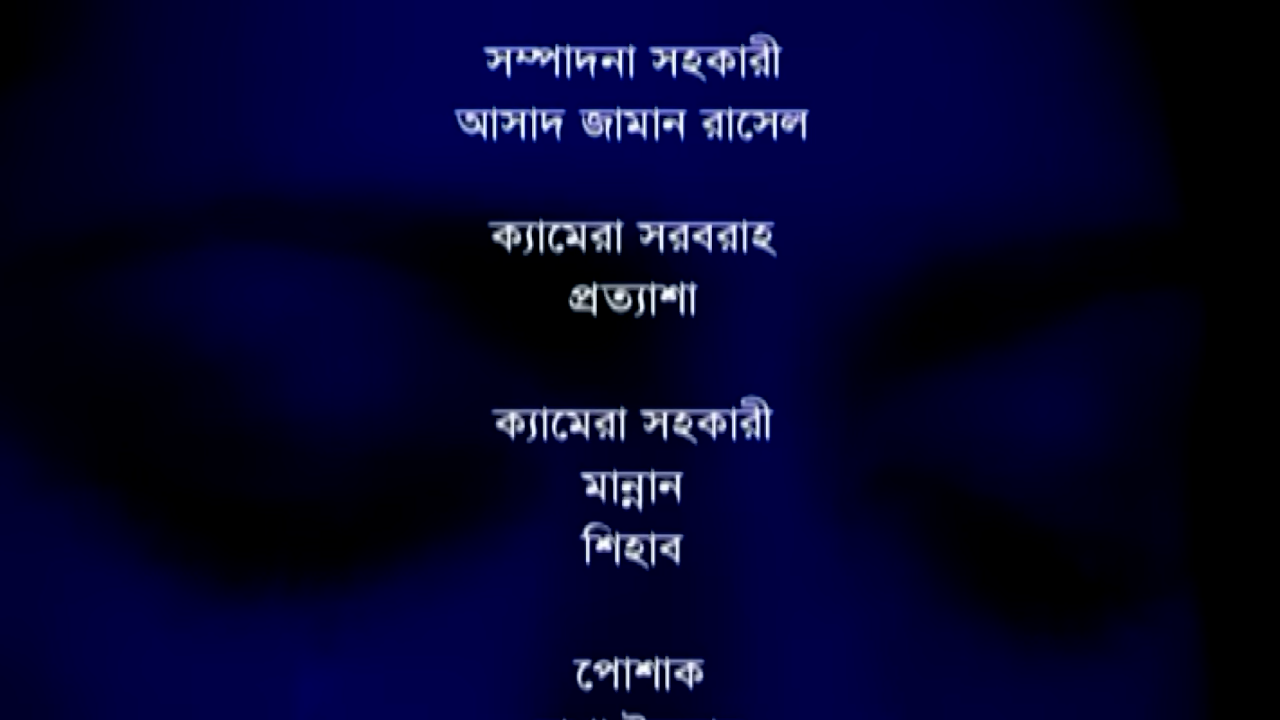 সম্পাদনা সহকারী
আসাদ জামান রাসেল
ক্যামেরা সরবরাহ
প্রত্যাশা
ক্যামেরা সহকারী
মান্নান
শিহাব
পোশাক